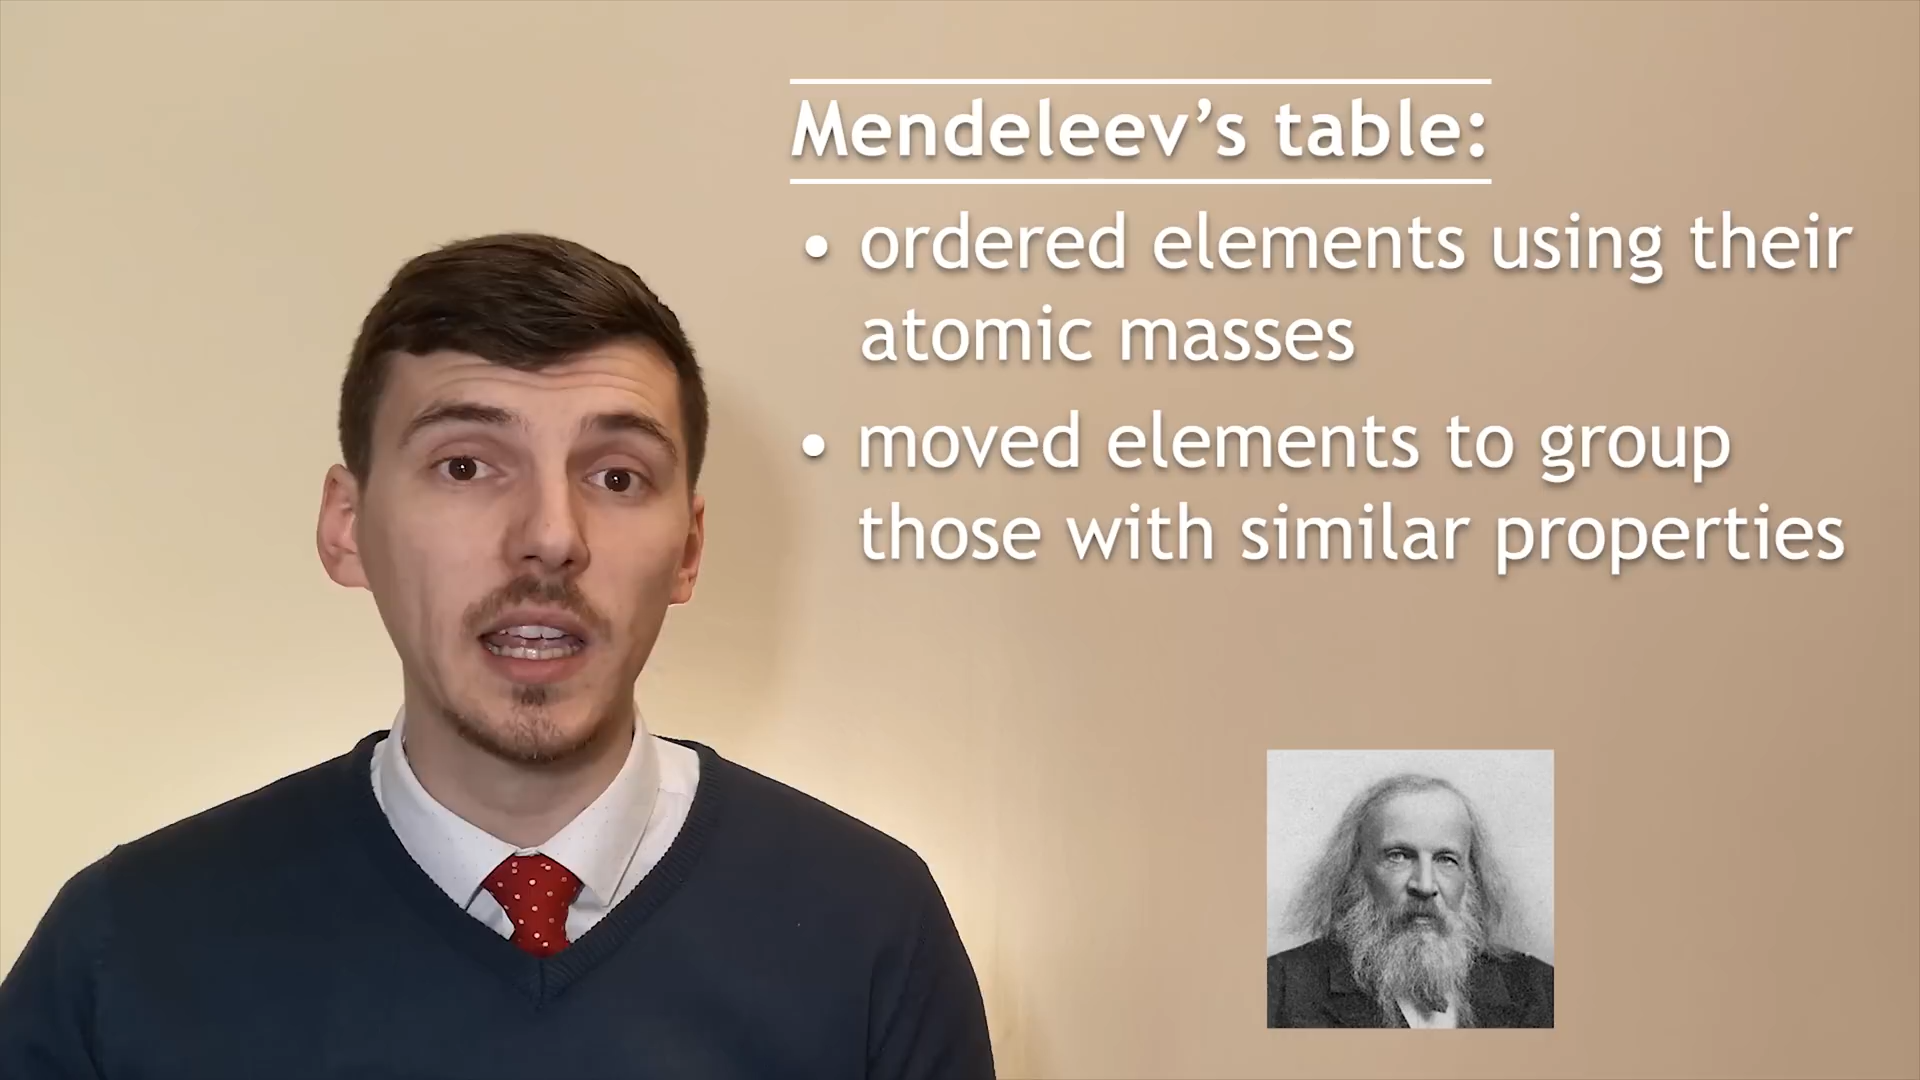 Mendeleev’s table:
• ordered elements using their
atomic masses
• moved elements to group
those with similar properties